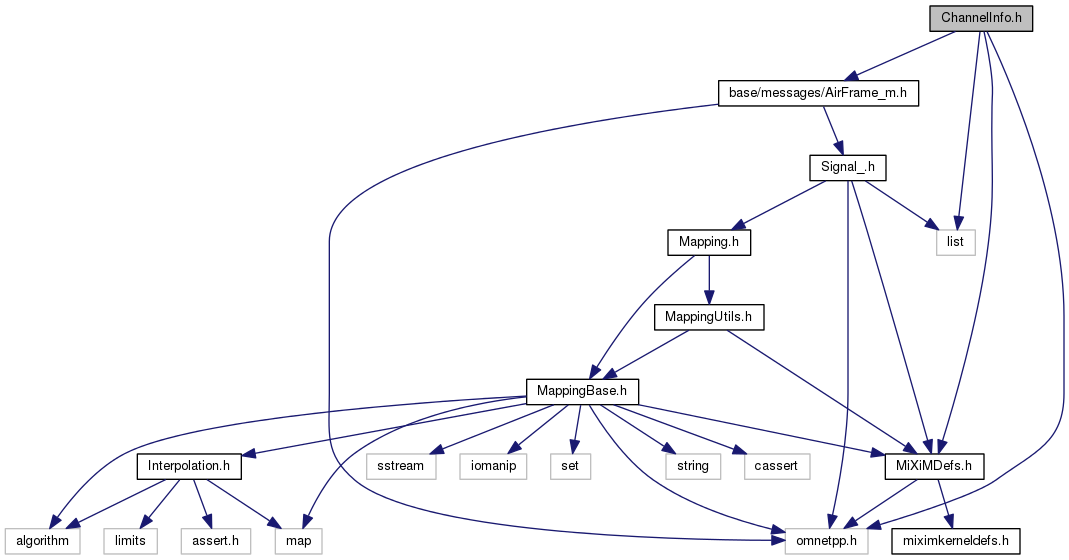 ChannelInfo.h
base/messages/AirFrame_m.h
Signal_.h
Mapping.h
list
MappingUtils.h
MappingBase.h
Interpolation.h
sstream
iomanip
set
string
cassert
MiXiMDefs.h
algorithm
limits
assert.h
map
omnetpp.h
miximkerneldefs.h